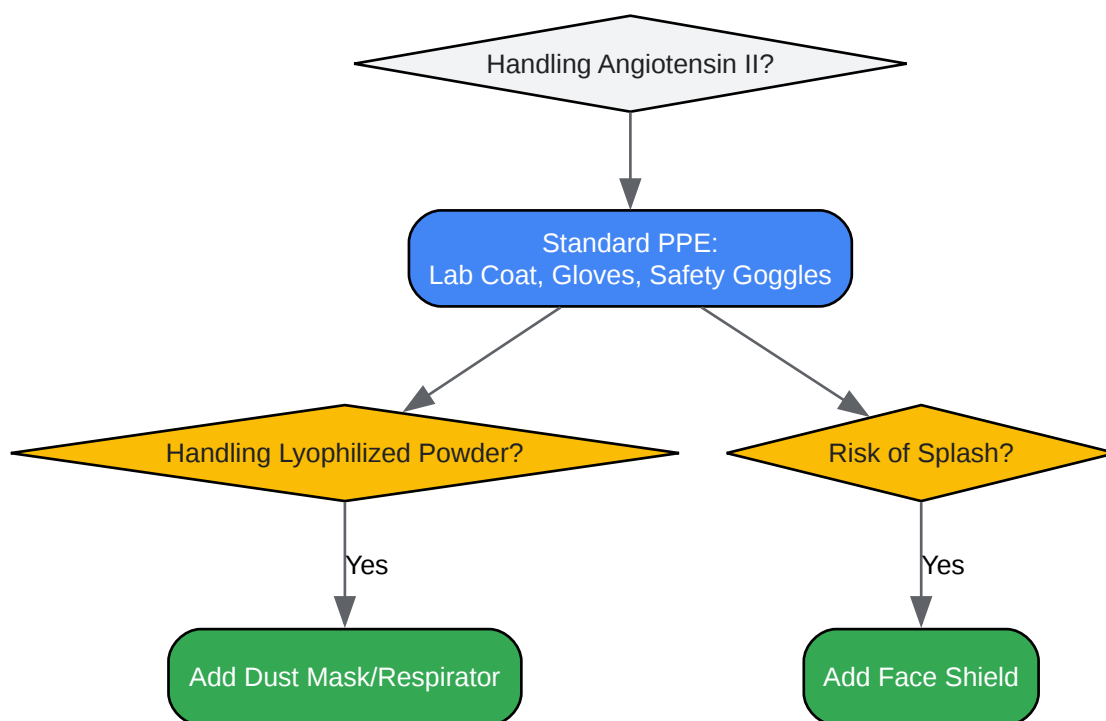 Handling Angiotensin II?
Standard PPE:
Lab Coat, Gloves, Safety Goggles
Handling Lyophilized Powder?
Risk of Splash?
Yes
Yes
Add Dust Mask/Respirator
Add Face Shield